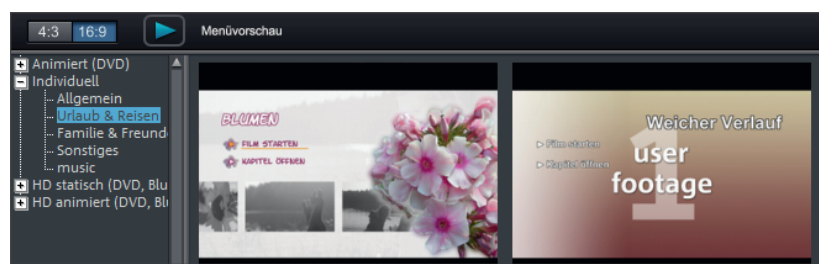 4:3 16:9 Menüvorschau
Animiert (DVD)
Individuell
Allgemein
Urlaub & Reisen
Familie & Freund
Sonstiges
music
HD statisch (DVD, Blu
HD animiert (DVD, Blu
BLUMEN
FILM STARTEN
KAPITEL ÖFFNEN
Weicher Verlauf
Film starten
Kapitel öffnen
1
user
footage